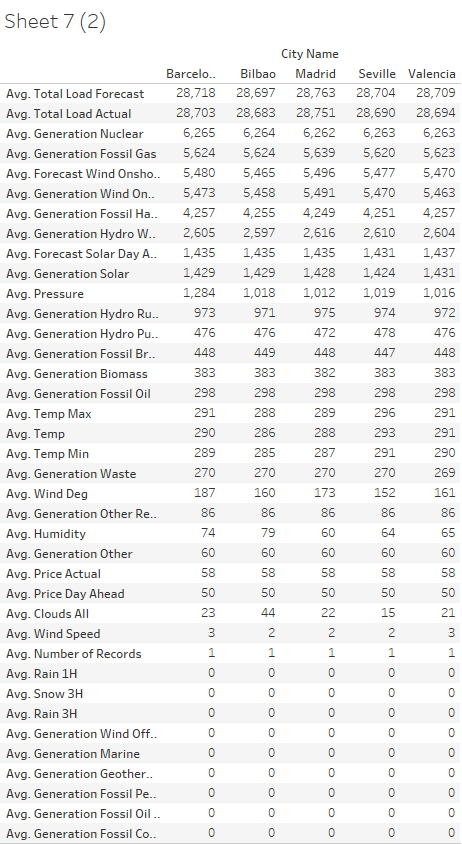 Sheet 7 (2)
City Name
Barcelo.. Bilbao Madrid Seville Valencia
Avg. Total Load Forecast 28,718 28,697 28,763 28,704 28,709
Avg. Total Load Actual 28,703 28,683 28,751 28,690 28,694
Avg. Generation Nuclear 6,265 6,264 6,262 6,263 6,263
Avg. Generation Fossil Gas 5,624 5,624 5,639 5,620 5,623
Avg. Forecast Wind Onsho.. 5,480 5,465 5,496 5,477 5,470
Avg. Generation Wind On.. 5,473 5,458 5,491 5,470 5,463
Avg. Generation Fossil Ha.. 4,257 4,255 4,249 4,251 4,257
Avg. Generation Hydro W.. 2,605 2,597 2,616 2,610 2,604
Avg. Forecast Solar Day A.. 1,435 1,435 1,435 1,431 1,437
Avg. Generation Solar 1,429 1,429 1,428 1,424 1,431
Avg. Pressure 1,284 1,018 1,012 1,019 1,016
Avg. Generation Hydro Ru.. 973 971 975 974 972
Avg. Generation Hydro Pu.. 476 476 472 478 476
Avg. Generation Fossil Br.. 448 449 448 447 448
Avg. Generation Biomass 383 383 382 383 383
Avg. Generation Fossil Oil 298 298 298 298 298
Avg. Temp Max 291 288 289 296 291
Avg. Temp 290 286 288 293 291
Avg. Temp Min 289 285 287 291 290
Avg. Generation Waste 270 270 270 270 269
Avg. Wind Deg 187 160 173 152 161
Avg. Generation Other Re.. 86 86 86 86 86
Avg. Humidity 74 79 60 64 65
Avg. Generation Other 60 60 60 60 60
Avg. Price Actual 58 58 58 58 58
Avg. Price Day Ahead 50 50 50 50 50
Avg. Clouds All 23 44 22 15 21
Avg. Wind Speed 3 2 2 2 3
Avg. Number of Records 1 1 1 1 1
Avg. Rain 1H 0 0 0 0 0
Avg. Snow 3H 0 0 0 0 0
Avg. Rain 3H 0 0 0 0 0
Avg. Generation Wind Off.. 0 0 0 0 0
Avg. Generation Marine 0 0 0 0 0
Avg. Generation Geother.. 0 0 0 0 0
Avg. Generation Fossil Pe.. 0 0 0 0 0
Avg. Generation Fossil Oil .. 0 0 0 0 0
Avg. Generation Fossil Co.. 0 0 0 0 0